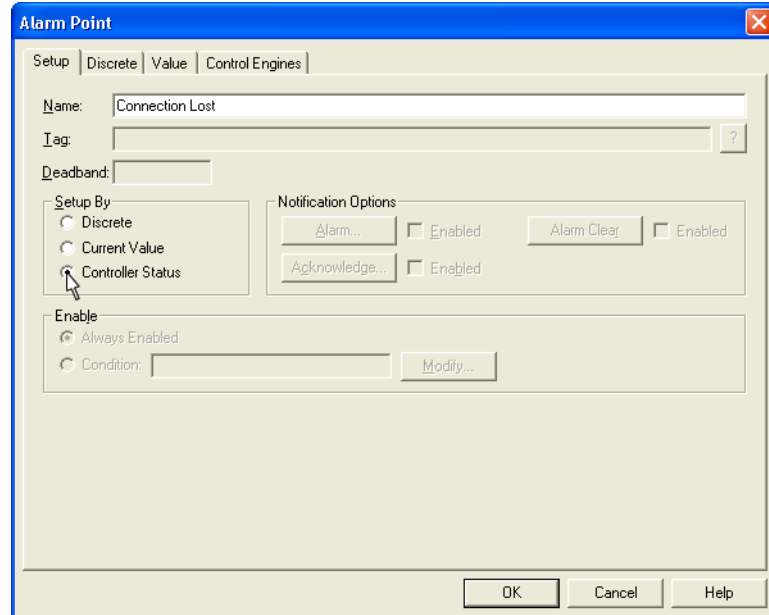 Alarm Point
Setup Discrete Value Control Engines
Name: Connection Lost
Tag: ?
Deadband:
Setup By
Discrete
Current Value
Controller Status
Notification Options
Alarm... Enabled Alarm Clear Enabled
Acknowledge... Enabled
Enable
Always Enabled
Condition: Modify...
OK Cancel Help